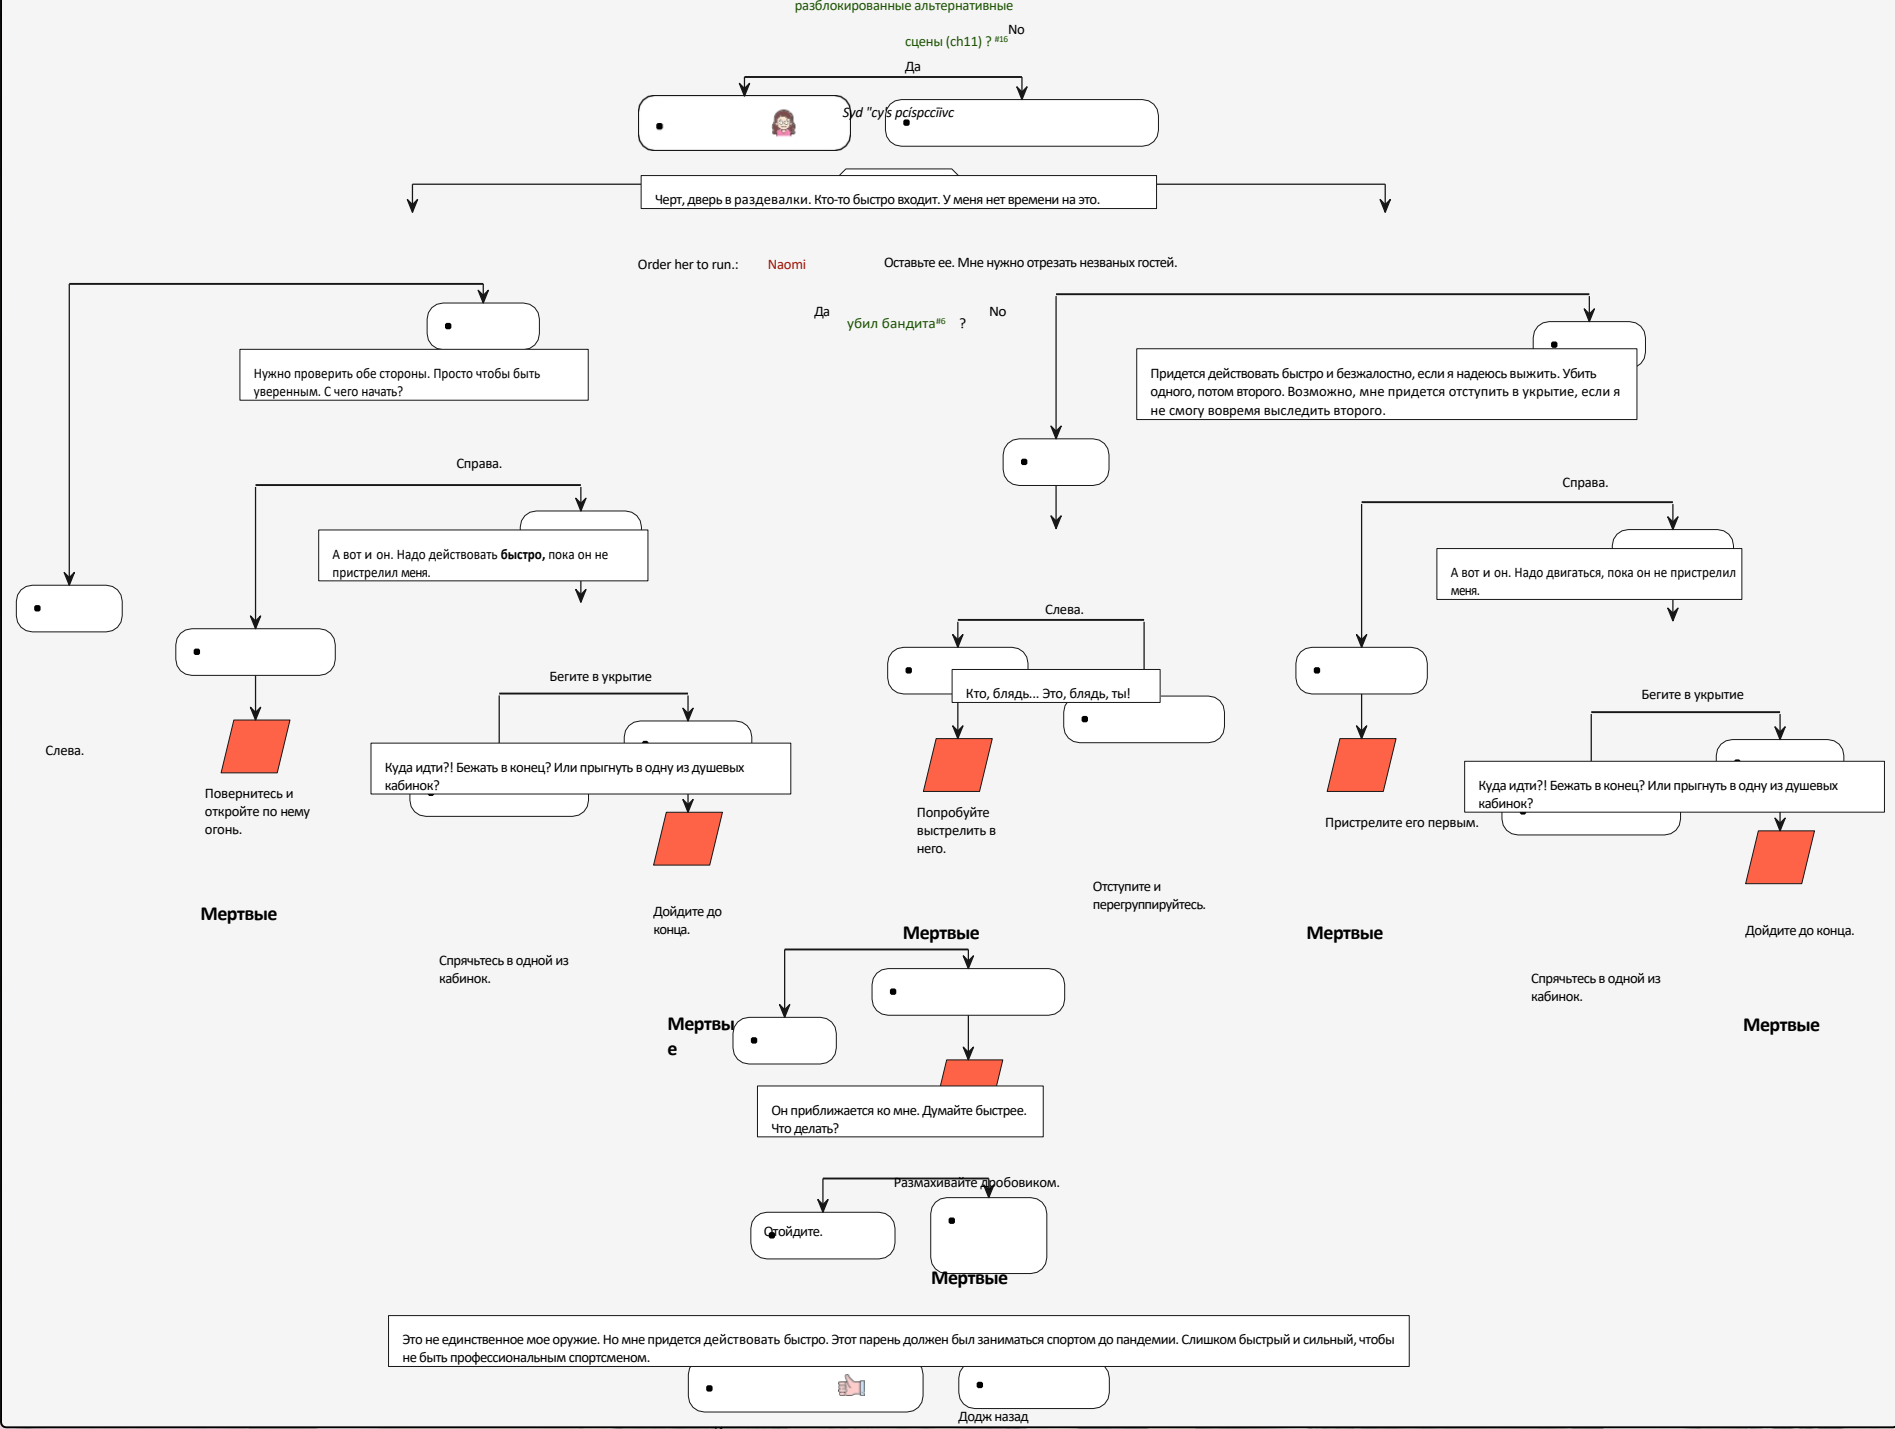 разблокированные альтернативные
No
сцены (ch11) ? #16
Да
Syd "cy's pcíspccïivc
Черт, дверь в раздевалки. Кто-то быстро входит. У меня нет времени на это.
Order her to run.: Naomi
Оставьте ее. Мне нужно отрезать незваных гостей.
Да
убил бандита#6 ?
No
Нужно проверить обе стороны. Просто чтобы быть
уверенным. С чего начать?
Придется действовать быстро и безжалостно, если я надеюсь выжить. Убить
одного, потом второго. Возможно, мне придется отступить в укрытие, если я
не смогу вовремя выследить второго.
Справа.
Справа.
А вот и он. Надо действовать быстро, пока он не
пристрелил меня.
А вот и он. Надо двигаться, пока он не пристрелил
меня.
Слева.
Бегите в укрытие
Кто, блядь... Это, блядь, ты!
Бегите в укрытие
Слева.
Куда идти?! Бежать в конец? Или прыгнуть в одну из душевых
кабинок?
Куда идти?! Бежать в конец? Или прыгнуть в одну из душевых
кабинок?
Повернитесь и
откройте по нему
огонь.
Попробуйте
выстрелить в
него.
Пристрелите его первым.
Отступите и
перегруппируйтесь.
Мертвые
Дойдите до
конца.
Мертвые
Мертвые
Дойдите до конца.
Спрячьтесь в одной из
кабинок.
Спрячьтесь в одной из
кабинок.
Мертвы
е
Мертвые
Он приближается ко мне. Думайте быстрее.
Что делать?
Размахивайте дробовиком.
Отойдите.
Мертвые
Это не единственное мое оружие. Но мне придется действовать быстро. Этот парень должен был заниматься спортом до пандемии. Слишком быстрый и сильный, чтобы
не быть профессиональным спортсменом.
Додж назад